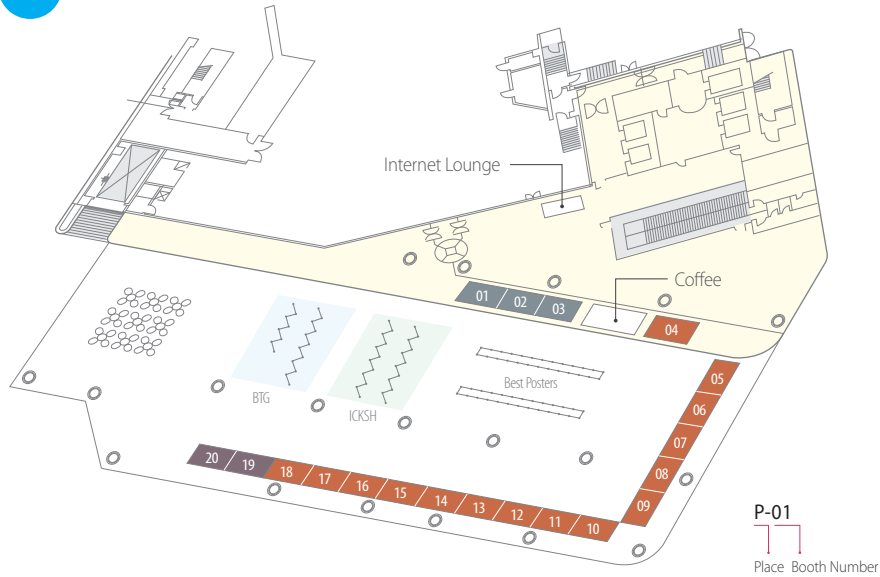 Internet Lounge
Coffee
01
02
03
04
05
06
07
08
09
Best Posters
BTG
ICKSH
20
19
18
17
16
15
14
13
12
11
10
P-01
Place Booth Number